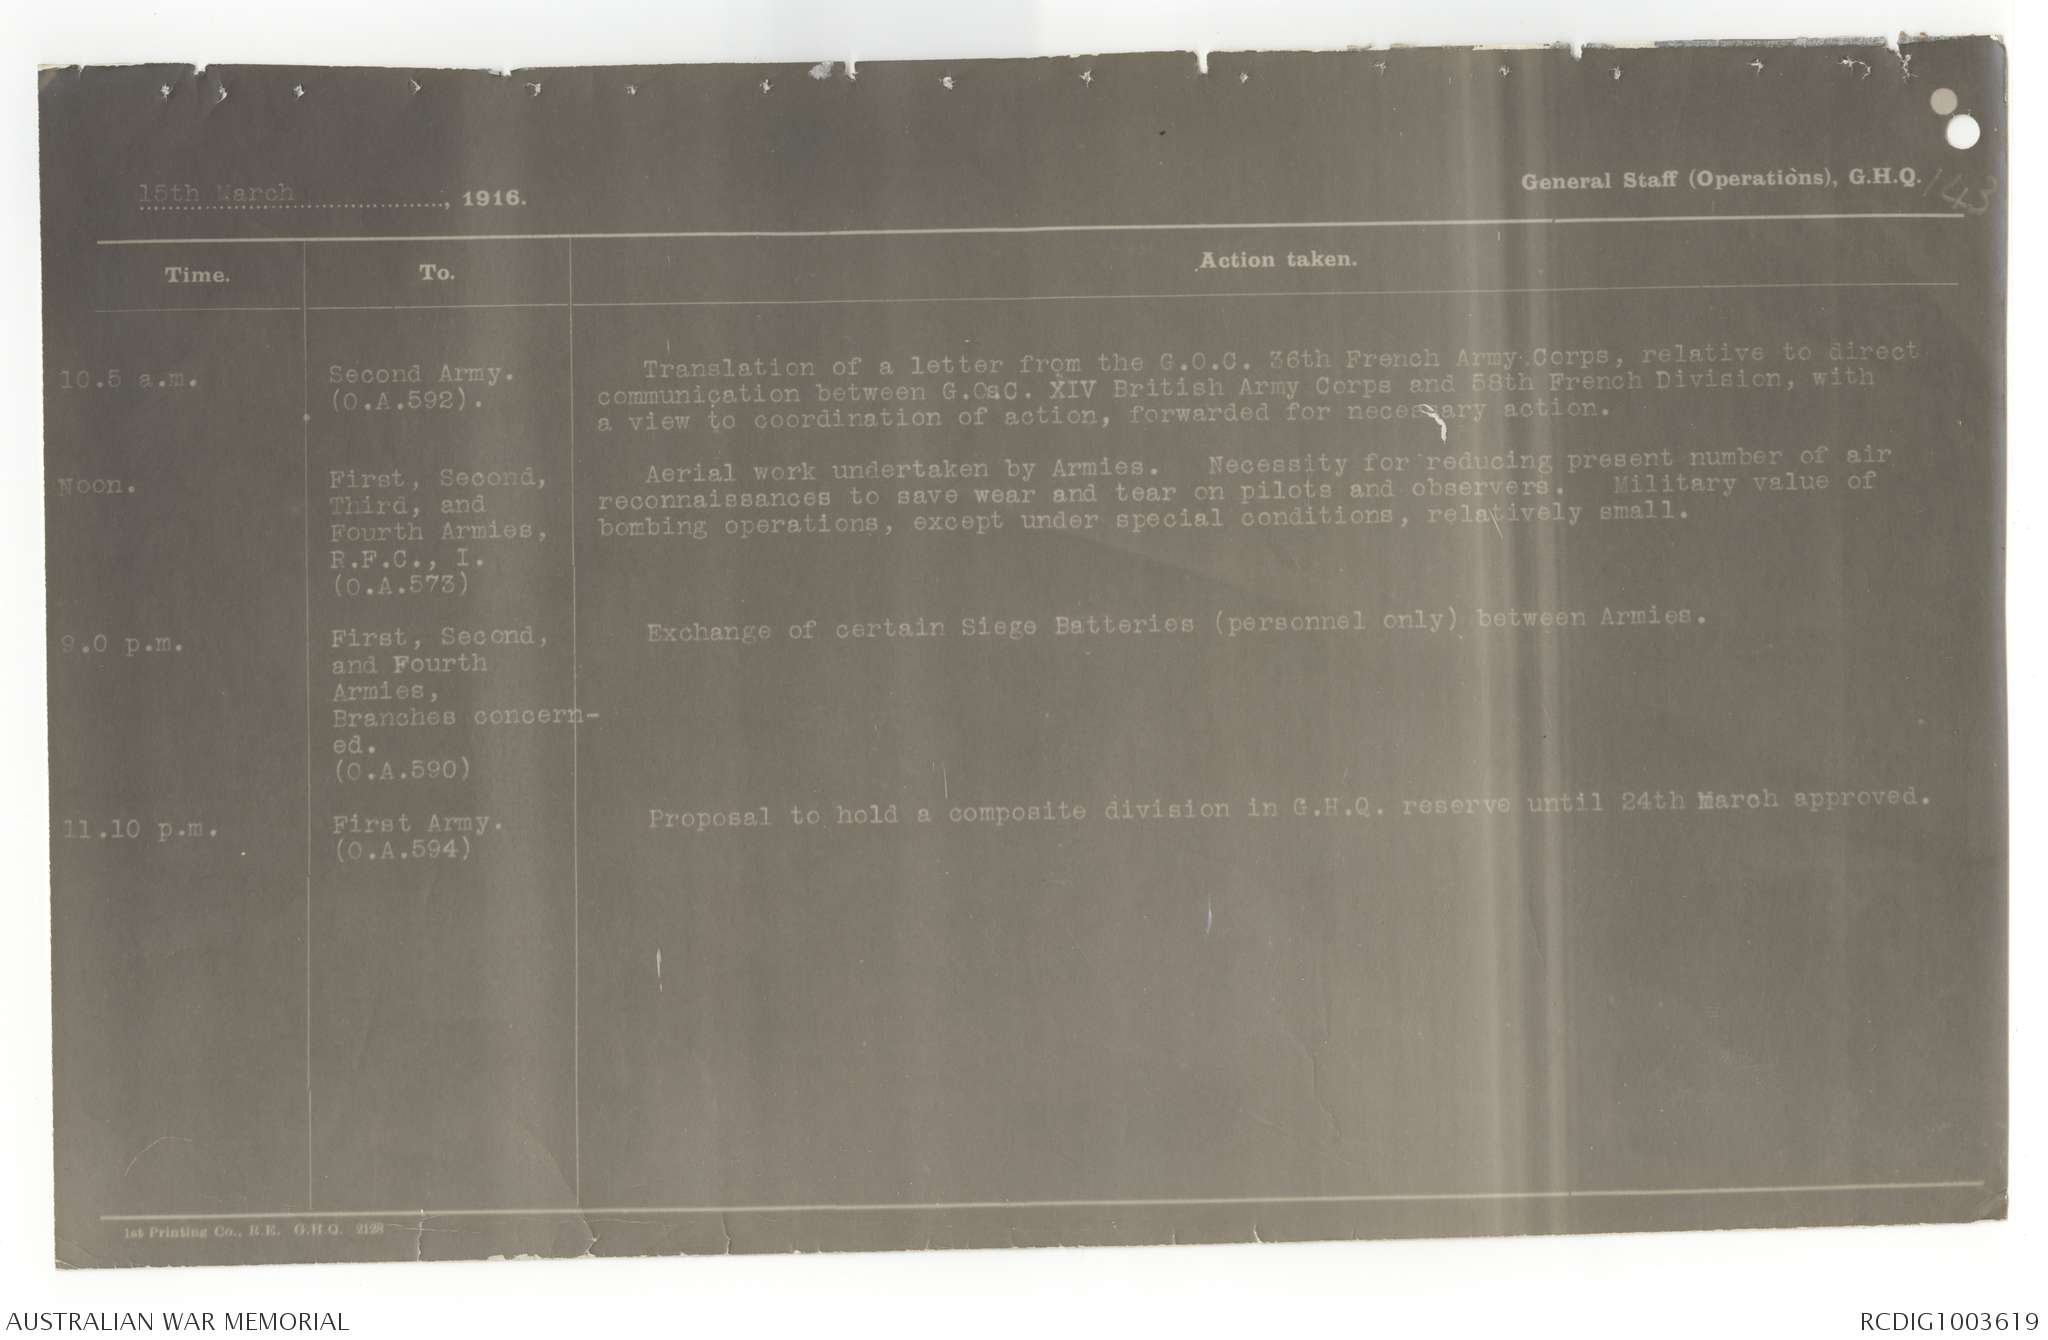 15th March, 1916.
General Staff (Operations), G.H.Q. 143
Time.
To.
Action taken.
10.5 a.m.
Second Army.
(O.A.592).
Translation of a letter from the G.O.C. 36th French Army Corps, relative to direct
communication between G.O.C. XIV British Army Corps and 58th French Division, with
a view to coordination of action, forwarded for necessary action.
Noon.
First, Second,
Third, and
Fourth Armies,
R.F.C., I.
(O.A.573)
Aerial work undertaken by Armies. Necessity for reducing present number of air
reconnaissances to save wear and tear on pilots and observers. Military value of
bombing operations, except under special conditions, relatively small.
9.0 p.m.
First, Second,
and Fourth
Armies,
Branches concern-
ed.
(O.A.590)
Exchange of certain Siege Batteries (personnel only) between Armies.
11.10 p.m.
First Army.
(O.A.594)
Proposal to hold a composite division in G.H.Q. reserve until 24th March approved.
1st Printing Co., R.E. G.H.Q. 2128
AUSTRALIAN WAR MEMORIAL
RCDIG1003619